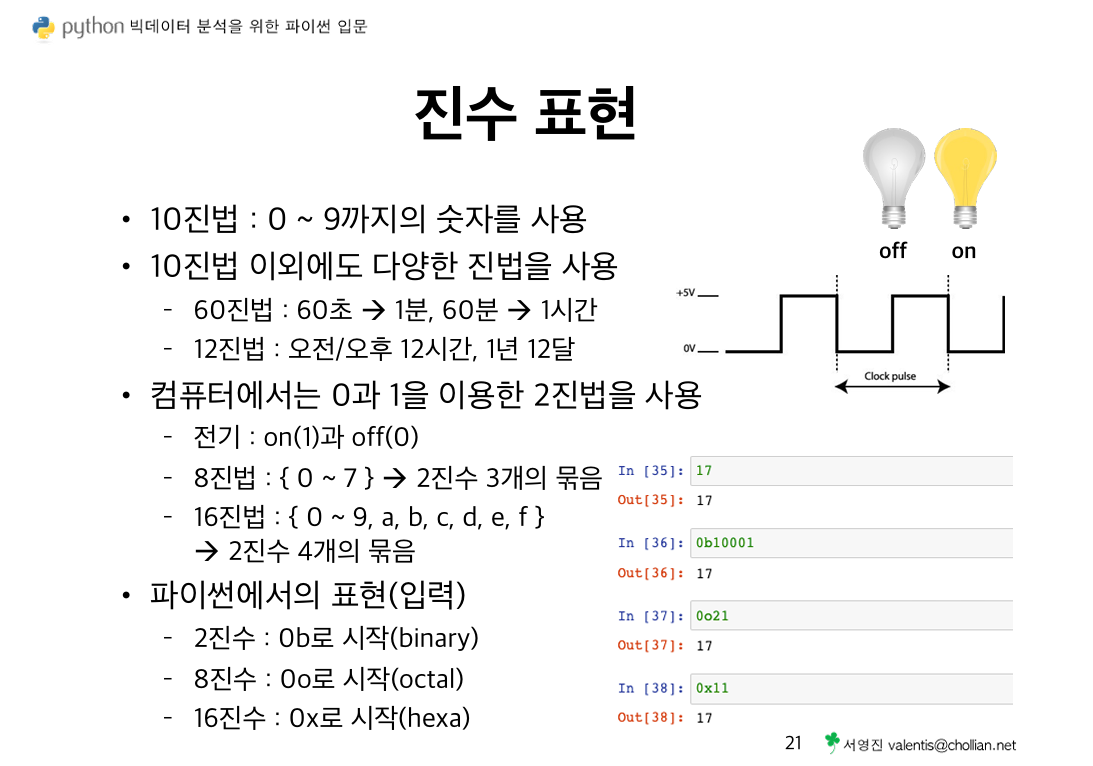 python 빅데이터 분석을 위한 파이썬 입문
진수 표현
off on
• 10진법 : 0 ~ 9까지의 숫자를 사용
• 10진법 이외에도 다양한 진법을 사용
- 60진법 : 60초 → 1분, 60분 → 1시간
- 12진법 : 오전/오후 12시간, 1년 12달
+5V
0V
Clock pulse
• 컴퓨터에서는 0과 1을 이용한 2진법을 사용
- 전기 : on(1)과 off(0)
- 8진법 : { 0 ~ 7 } → 2진수 3개의 묶음
- 16진법 : { 0 ~ 9, a, b, c, d, e, f }
→ 2진수 4개의 묶음
• 파이썬에서의 표현(입력)
- 2진수 : 0b로 시작(binary)
- 8진수 : 0o로 시작(octal)
- 16진수 : 0x로 시작(hexa)
In [35]: 17
Out[35]: 17
In [36]: 0b10001
Out[36]: 17
In [37]: 0o21
Out[37]: 17
In [38]: 0x11
Out[38]: 17
21 서영진 valentis@chollian.net